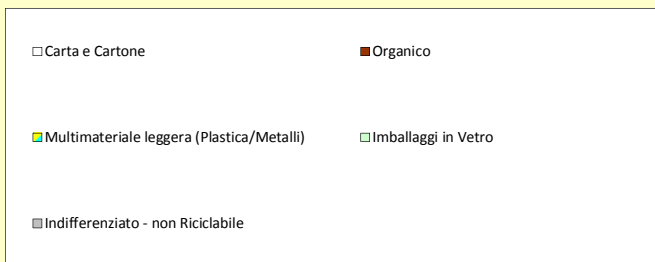 Carta e Cartone
Organico
Multimateriale leggera (Plastica/Metalli)
Imballaggi in Vetro
Indifferenziato - non Riciclabile